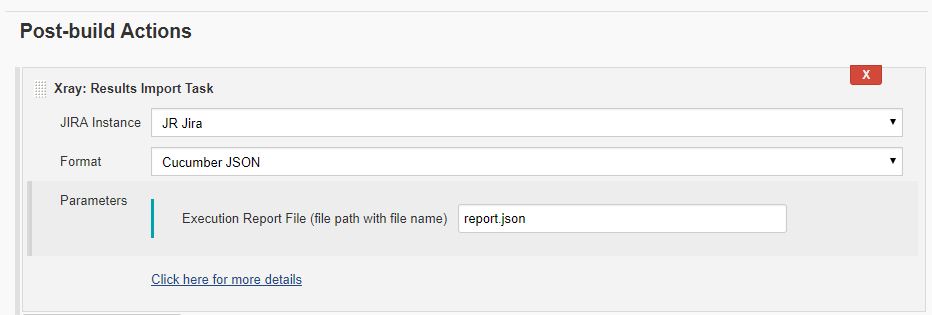 Post-build Actions
X
Xray: Results Import Task
JIRA Instance JR Jira
Format Cucumber JSON
Parameters
Execution Report File (file path with file name) report.json
Click here for more details